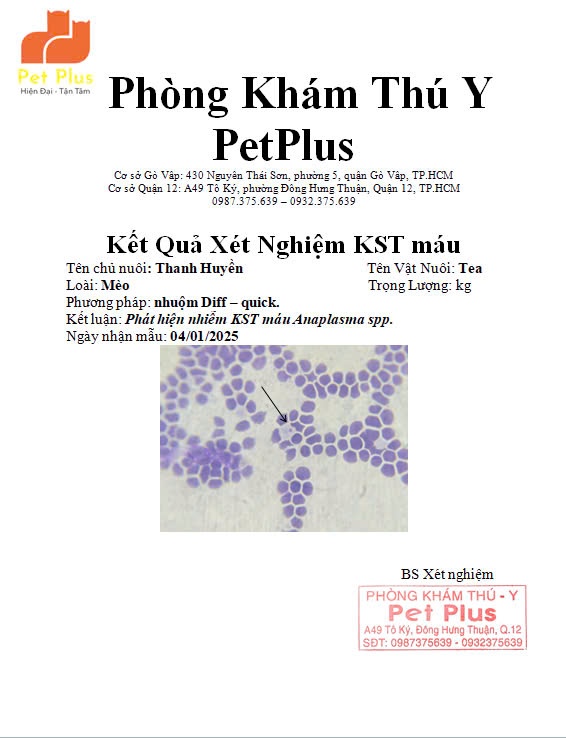 Pet Plus
Hiện Đại - Tận Tâm
Phòng Khám Thú Y
PetPlus
Cơ sở Gò Vâp: 430 Nguyên Thái Sơn, phường 5, quận Gò Vâp, TP.HCM
Cơ sở Quận 12: A49 Tô Ký, phường Đông Hưng Thuận, Quận 12, TP.HCM
0987.375.639 – 0932.375.639
Kết Quả Xét Nghiệm KST máu
Tên chủ nuôi: Thanh Huyền Tên Vật Nuôi: Tea
Loài: Mèo Trọng Lượng: kg
Phương pháp: nhuộm Diff – quick.
Kết luận: Phát hiện nhiễm KST máu Anaplasma spp.
Ngày nhận mẫu: 04/01/2025
BS Xét nghiệm
PHÒNG KHÁM THÚ - Y
Pet Plus
A49 Tô Ký, Đông Hưng Thuận, Q.12
SĐT: 0987375639 - 0932375639